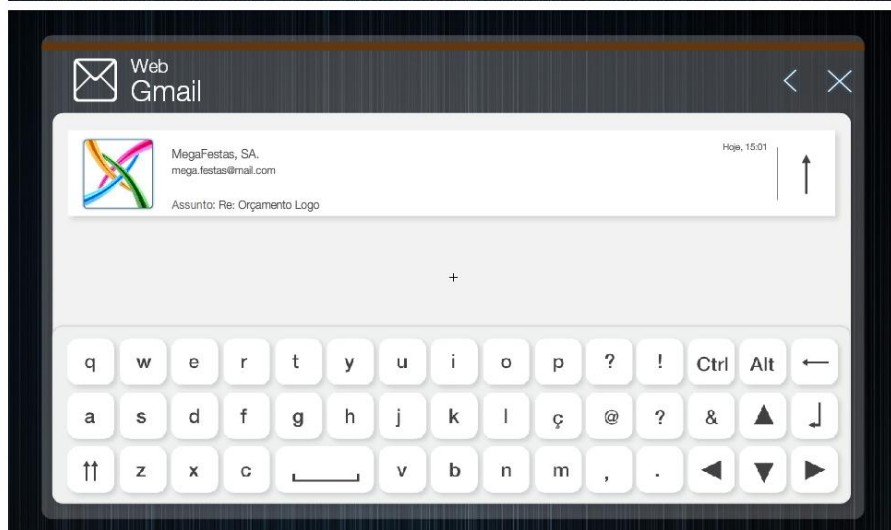 Web
Gmail
MegaFestas, SA.
mega.festas@mail.com
Hoje, 15:01
Assunto: Re: Orçamento Logo
q w e r t y u i o p ? ! Ctrl Alt
a s d f g h j k l ç @ ? &
z x c v b n m , .